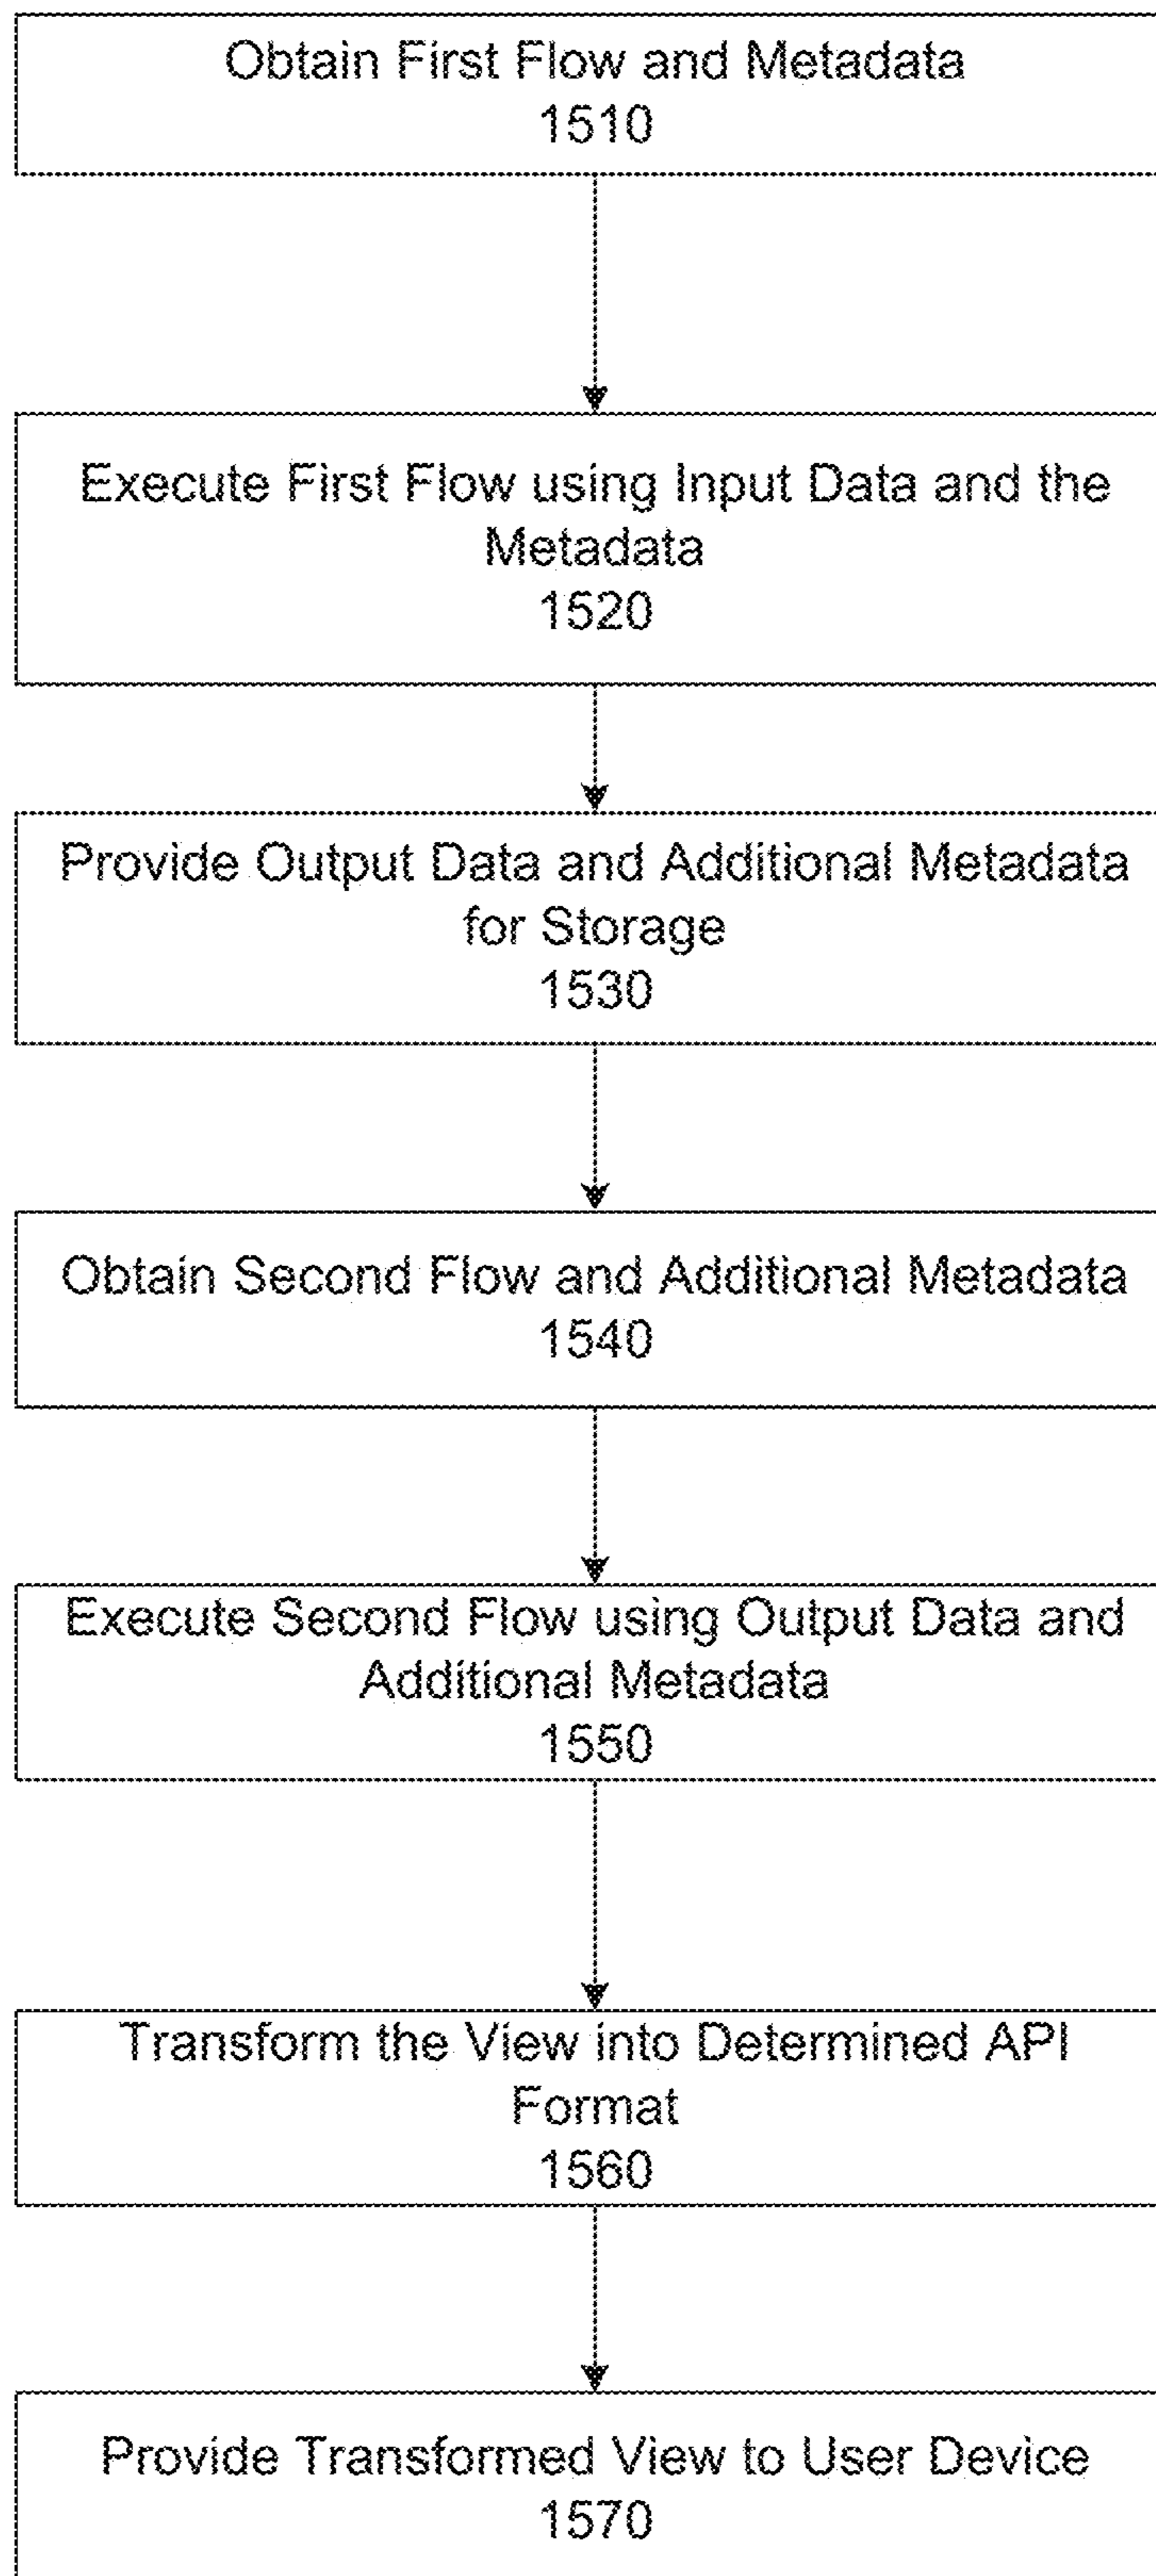 Obtain First Flow and Metadata
1510
Execute First Flow using Input Data and the
Metadata
1520
Provide Output Data and Additional Metadata
for Storage
1530
Obtain Second Flow and Additional Metadata
1540
Execute Second Flow using Output Data and
Additional Metadata
1550
Transform the View into Determined API
Format
1560
Provide Transformed View to User Device
1570